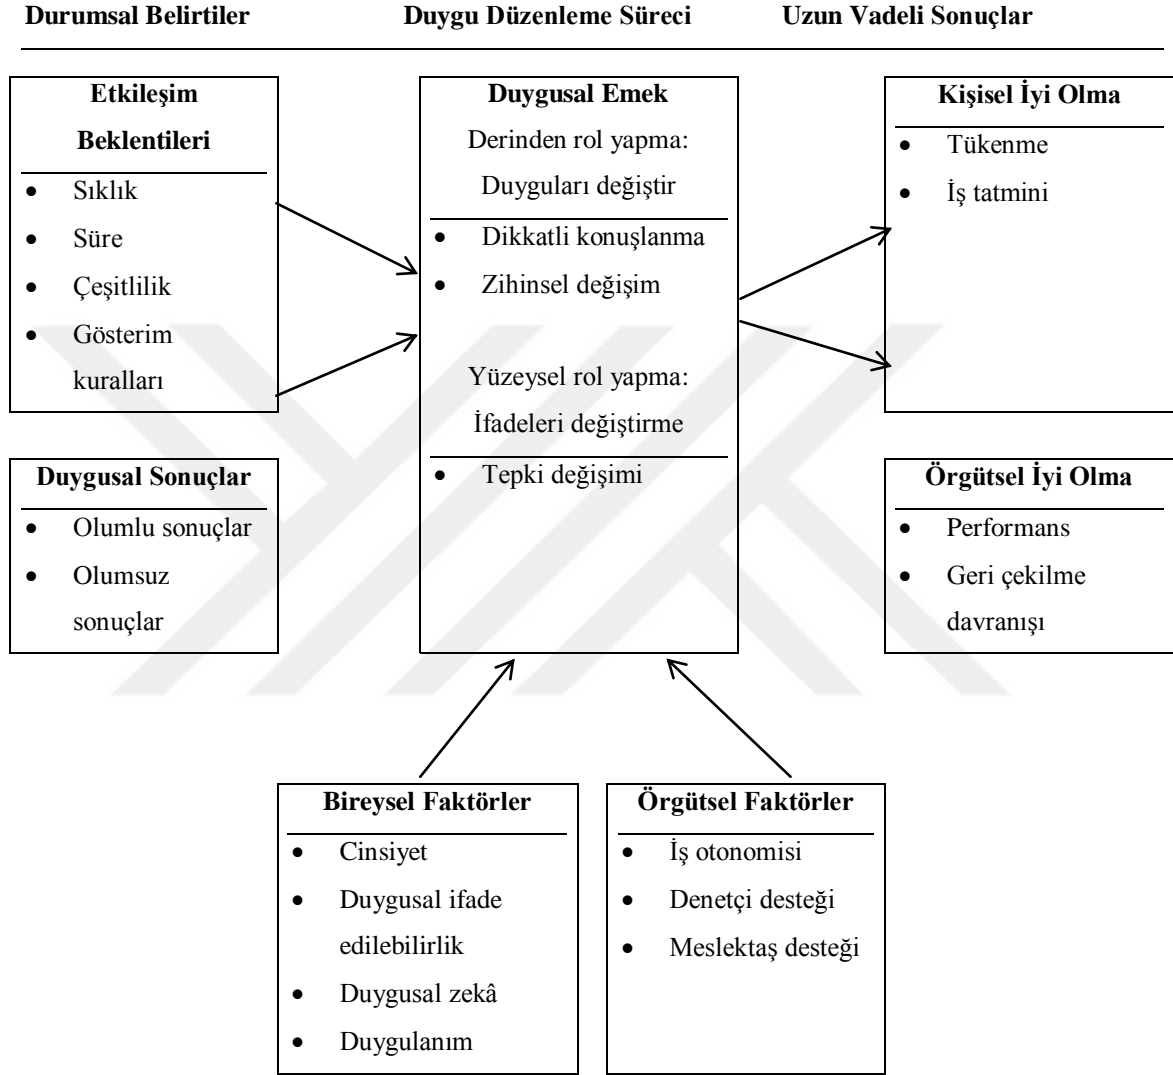 Durumsal Belirtiler
Duygu Düzenleme Süreci
Uzun Vadeli Sonuçlar
Etkileşim
Beklentileri
• Sıklık
• Süre
• Çeşitlilik
• Gösterim
kuralları
Duygusal Sonuçlar
• Olumlu sonuçlar
• Olumsuz
sonuçlar
Duygusal Emek
Derinden rol yapma:
Duyguları değiştir
• Dikkatli konuşlanma
• Zihinsel değişim
Yüzeysel rol yapma:
İfadeleri değiştirme
• Tepki değişimi
Kişisel İyi Olma
• Tükenme
• İş tatmini
Örgütsel İyi Olma
• Performans
• Geri çekilme
davranışı
Bireysel Faktörler
• Cinsiyet
• Duygusal ifade
edilebilirlik
• Duygusal zekâ
• Duygulanım
Örgütsel Faktörler
• İş otonomisi
• Denetçi desteği
• Meslektaş desteği